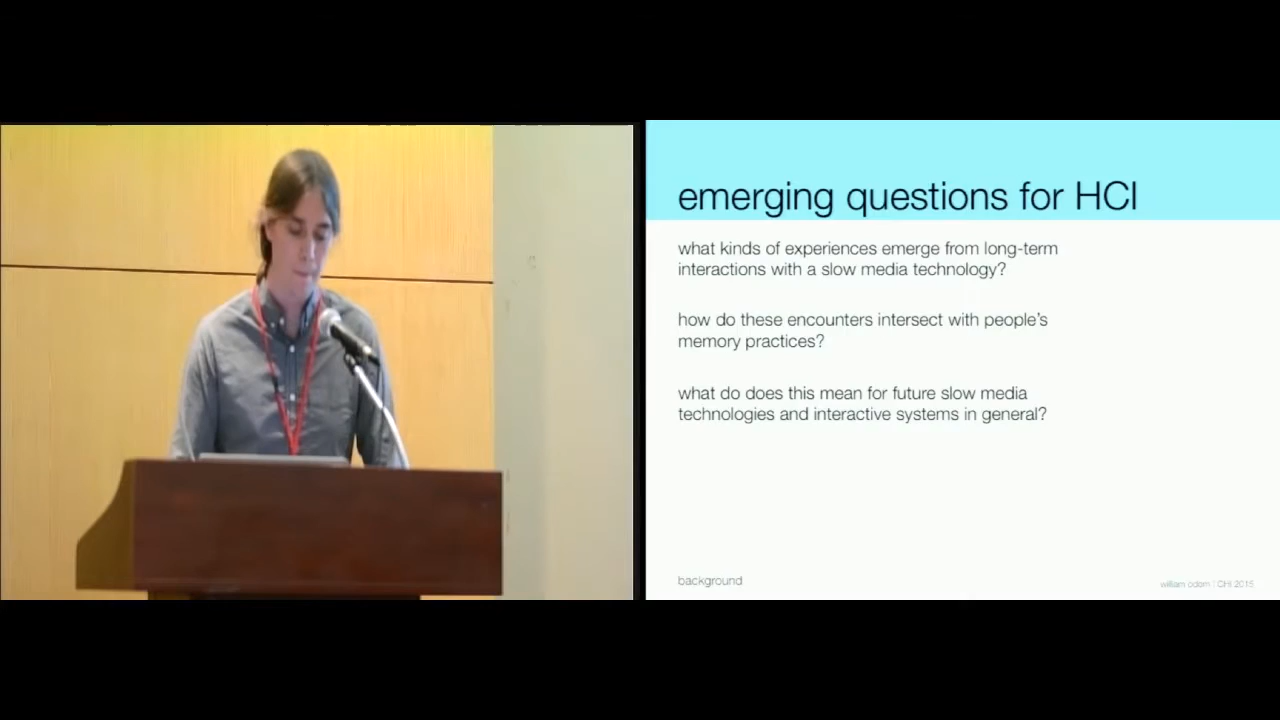 emerging questions for HCI
what kinds of experiences emerge from long-term
interactions with a slow media technology?
how do these encounters intersect with people's
memory practices?
what do does this mean for future slow media
technologies and interactive systems in general?
background
william odom | CHI 2015